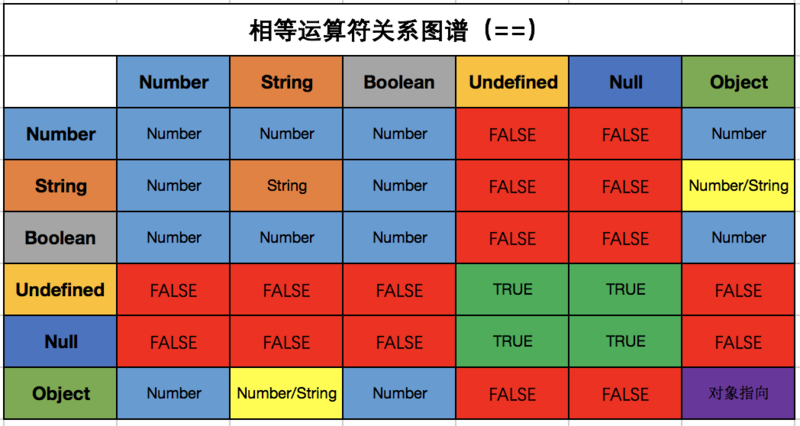 相等运算符关系图谱（==）
Number String Boolean Undefined Null Object
Number Number Number Number FALSE FALSE Number
String Number String Number FALSE FALSE Number/String
Boolean Number Number Number FALSE FALSE Number
Undefined FALSE FALSE FALSE TRUE TRUE FALSE
Null FALSE FALSE FALSE TRUE TRUE FALSE
Object Number Number/String Number FALSE FALSE 对象指向